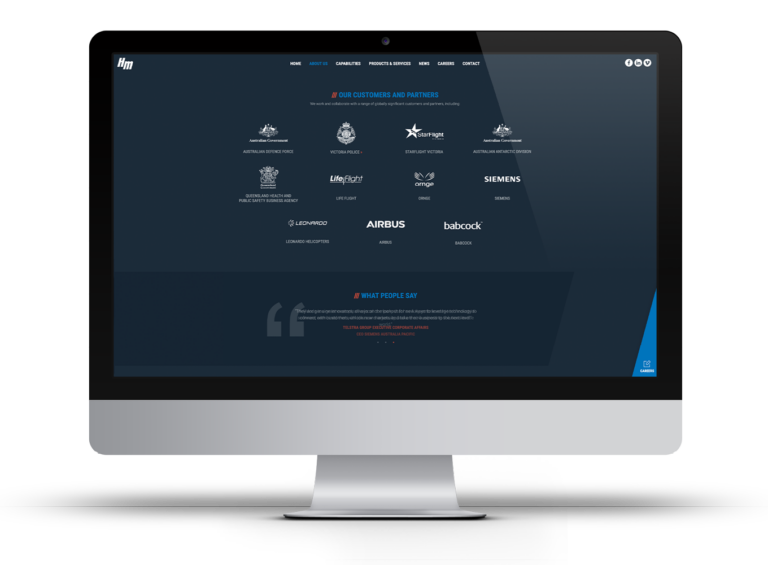 Hm
HOME ABOUT US CAPABILITIES PRODUCTS & SERVICES NEWS CAREERS CONTACT
/// OUR CUSTOMERS AND PARTNERS
We work and collaborate with a range of globally significant customers and partners, including:
Australian Government
AUSTRALIAN DEFENCE FORCE
VICTORIA POLICE
StarFlight
STARFLIGHT VICTORIA
Australian Government
AUSTRALIAN ANTARCTIC DIVISION
Queensland Government
QUEENSLAND HEALTH AND
PUBLIC SAFETY BUSINESS AGENCY
LifeFlight
LIFE FLIGHT
ornge
ORNGE
SIEMENS
SIEMENS
LEONARDO
LEONARDO HELICOPTERS
AIRBUS
AIRBUS
babcock
BABCOCK
/// WHAT PEOPLE SAY
CAREERS